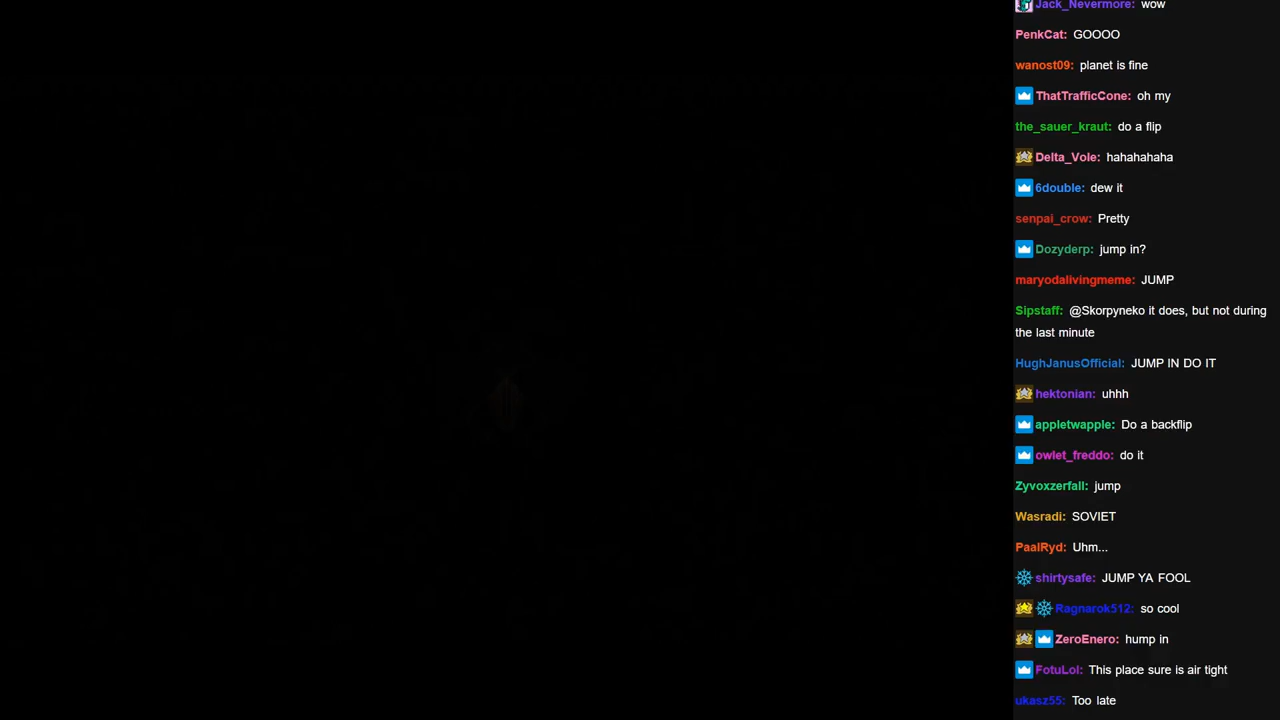 Jack_Nevermore: wow
PenkCat: GOOOO
wanost09: planet is fine
ThatTrafficCone: oh my
the_sauer_kraut: do a flip
Delta_Vole: hahahahaha
6double: dew it
senpai_crow: Pretty
Dozyderp: jump in?
maryodalivingmeme: JUMP
Sipstaff: @Skorpyneko it does, but not during
the last minute
HughJanusOfficial: JUMP IN DO IT
hektonian: uhhh
appletwapple: Do a backflip
owlet_freddo: do it
Zyvoxzerfall: jump
Wasradi: SOVIET
PaalRyd: Uhm...
shirtysafe: JUMP YA FOOL
Ragnarok512: so cool
ZeroEnero: hump in
FotuLol: This place sure is air tight
ukasz55: Too late